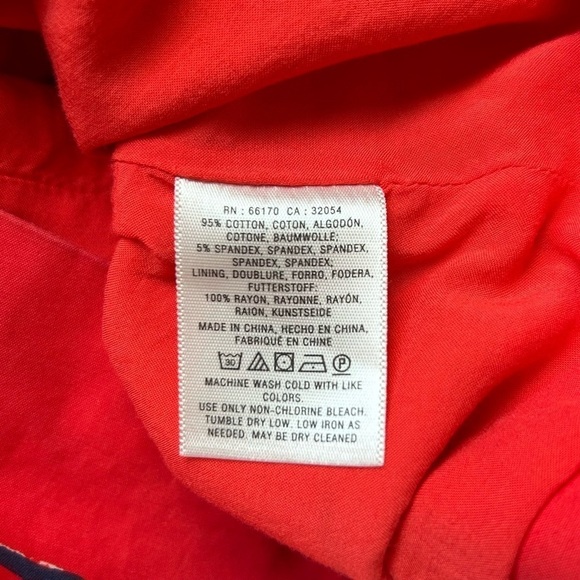 RN : 66170 CA : 32054
95% COTTON, COTON, ALGODÓN,
COTONE, BAUMWOLLE,
5% SPANDEX, SPANDEX, SPANDEX,
SPANDEX, SPANDEX;
LINING, DOUBLURE, FORRO, FODERA,
FUTTERSTOFF:
100% RAYON, RAYONNE, RAYÓN,
RAION, KUNSTSEIDE
MADE IN CHINA, HECHO EN CHINA,
FABRIQUÉ EN CHINE
30 P
MACHINE WASH COLD WITH LIKE
COLORS.
USE ONLY NON-CHLORINE BLEACH.
TUMBLE DRY LOW. LOW IRON AS
NEEDED. MAY BE DRY CLEANED